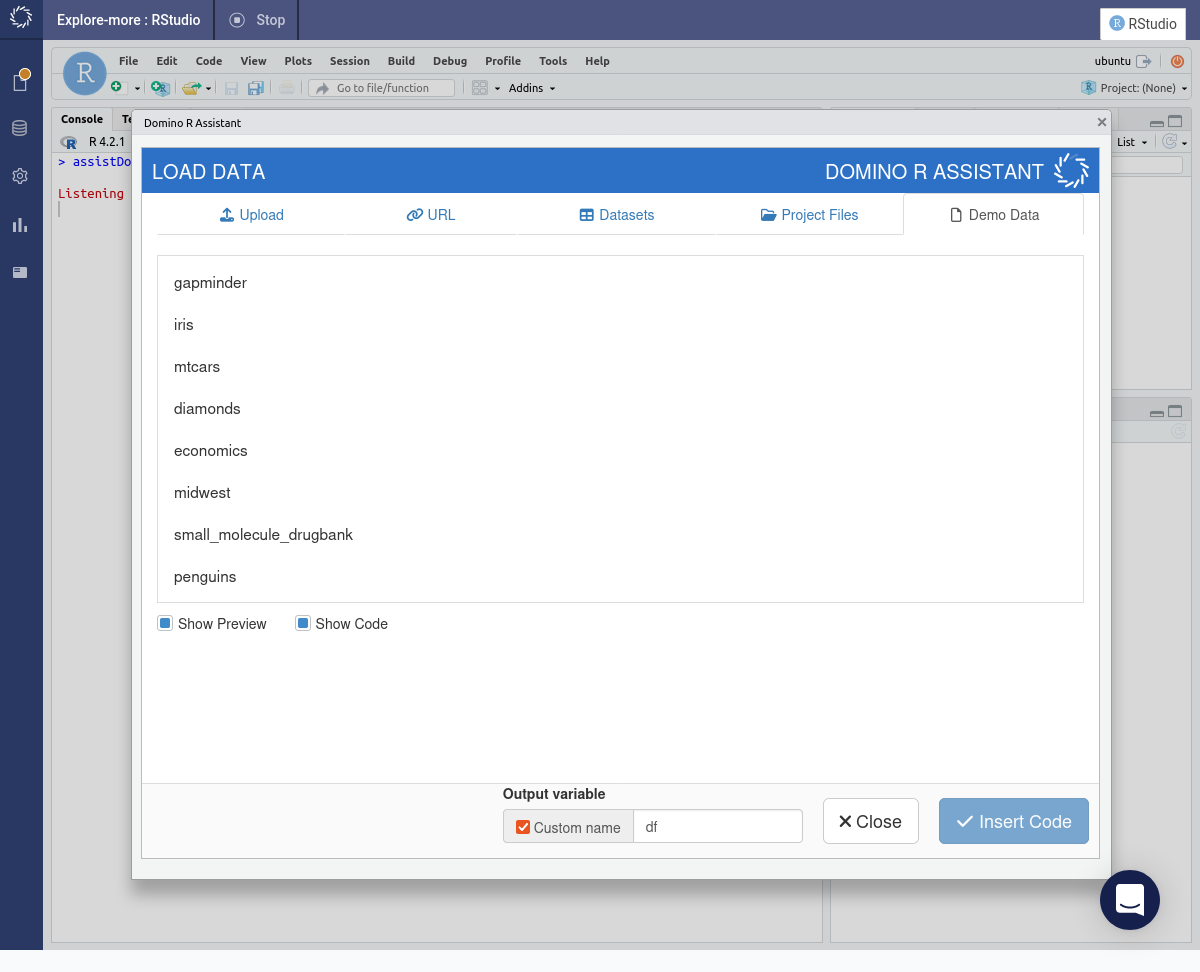 Explore-more : RStudio
Stop
RStudio
File Edit Code View Plots Session Build Debug Profile Tools Help
ubuntu
Go to file/function
Addins
Project: (None)
Console
R 4.2.1
List
> assistDo
Listening
Domino R Assistant
LOAD DATA
DOMINO R ASSISTANT
Upload
URL
Datasets
Project Files
Demo Data
gapminder
iris
mtcars
diamonds
economics
midwest
small_molecule_drugbank
penguins
Show Preview
Show Code
Output variable
Custom name
df
Close
Insert Code